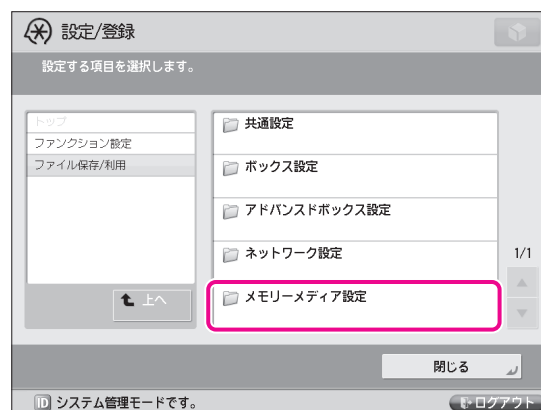 設定/登録
設定する項目を選択します。
トップ
ファンクション設定
ファイル保存/利用
上へ
共通設定
ボックス設定
アドバンスドボックス設定
ネットワーク設定
メモリーメディア設定
1/1
閉じる
ID システム管理モードです。
ログアウト